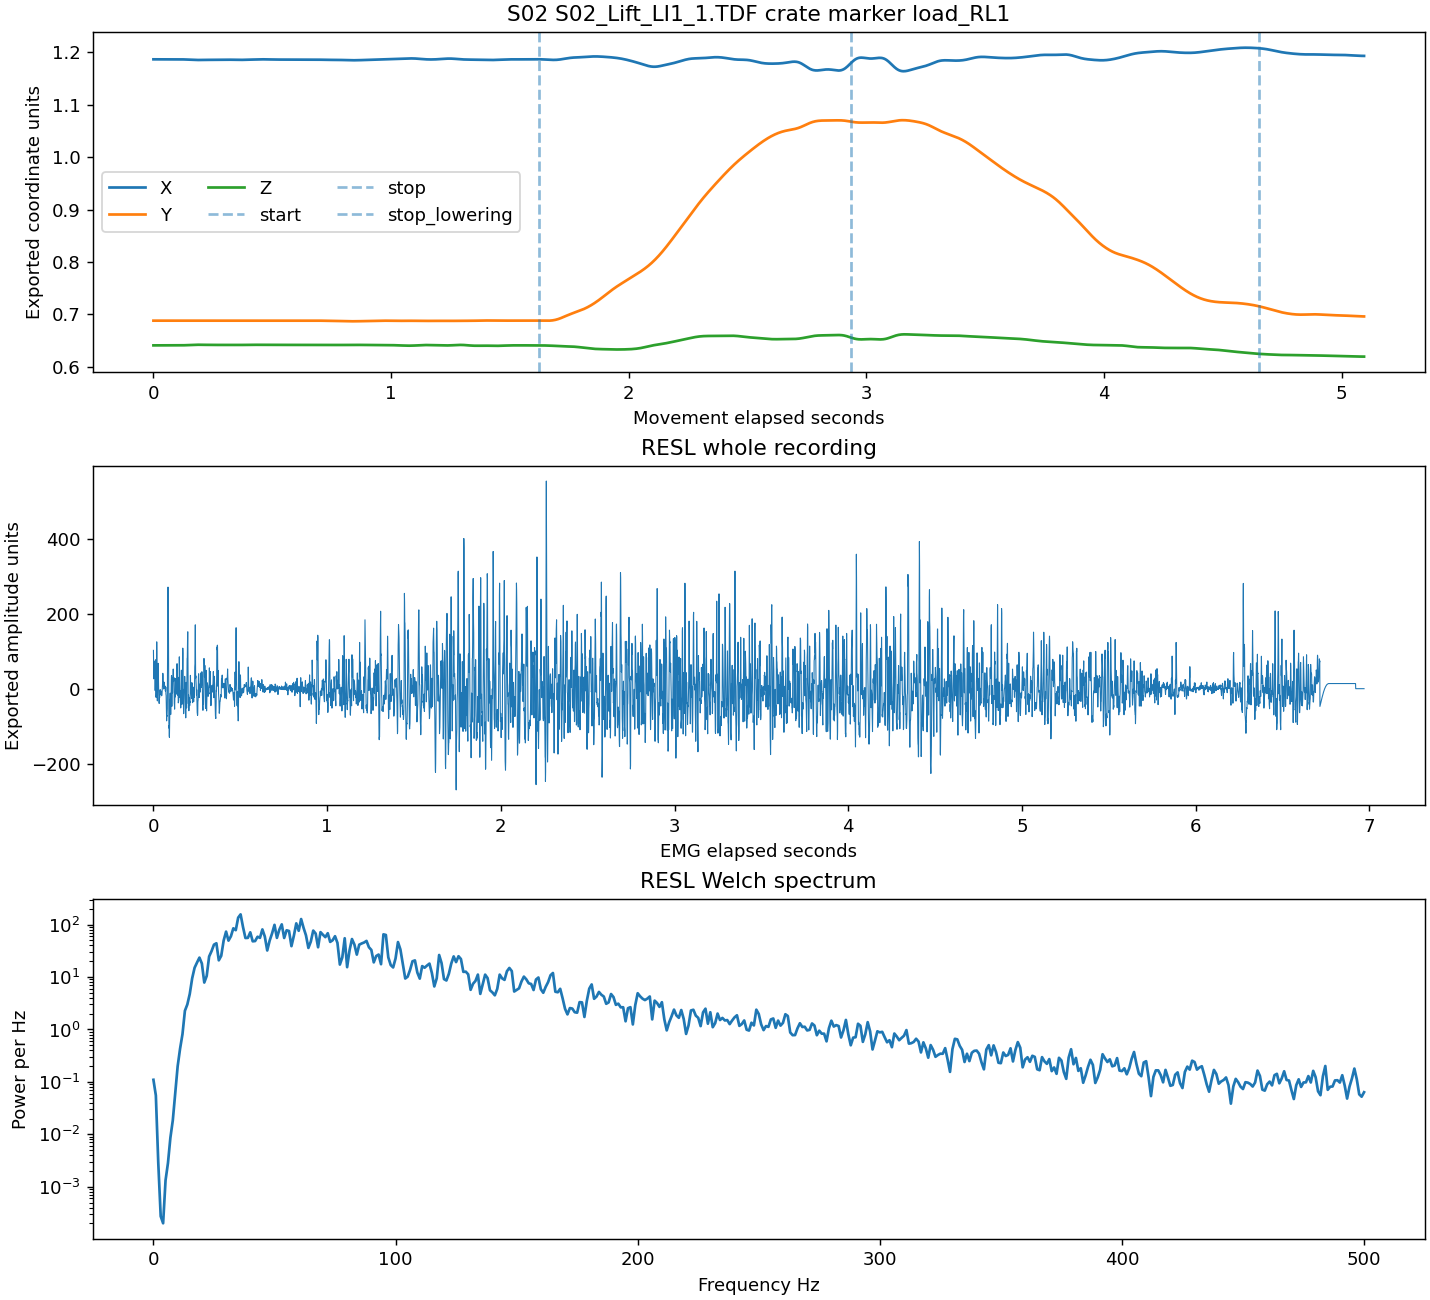 S02 S02_Lift_LI1_1.TDF crate marker load_RL1
Exported coordinate units
1.2
1.1
1.0
0.9
0.8
0.7
0.6
X Z stop
Y start stop_lowering
0 1 2 3 4 5
Movement elapsed seconds
RESL whole recording
Exported amplitude units
400
200
0
−200
0 1 2 3 4 5 6 7
EMG elapsed seconds
RESL Welch spectrum
Power per Hz
10²
10¹
10⁰
10⁻¹
10⁻²
10⁻³
0 100 200 300 400 500
Frequency Hz